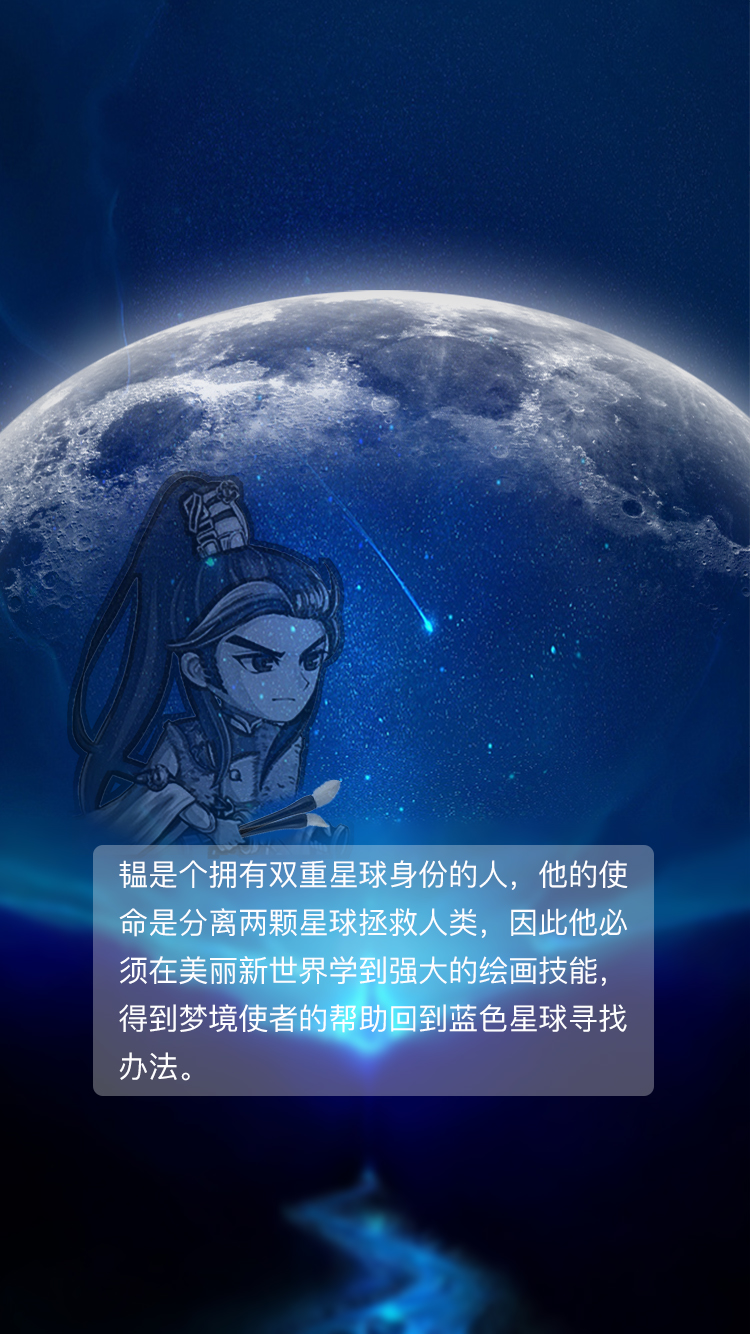 韫是个拥有双重星球身份的人，他的使
命是分离两颗星球拯救人类，因此他必
须在美丽新世界学到强大的绘画技能，
得到梦境使者的帮助回到蓝色星球寻找
办法。